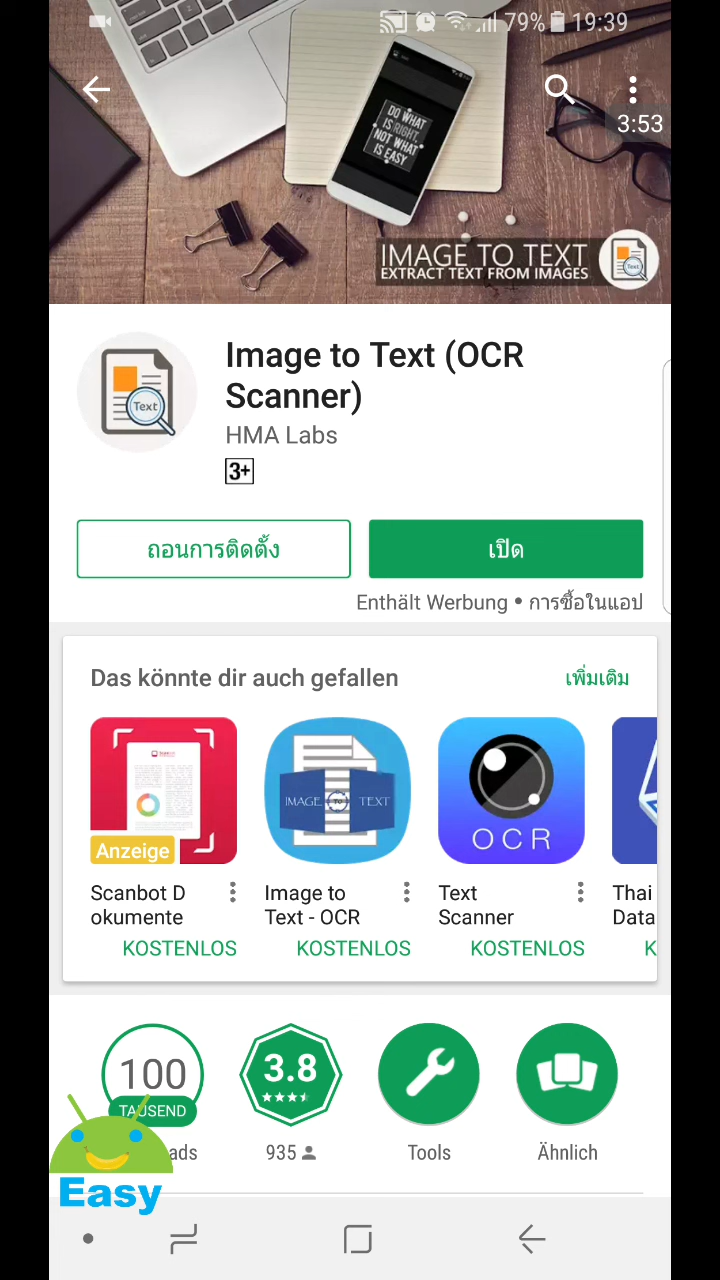 79% 19:39
3:53
DO WHAT
IS RIGHT,
NOT WHAT
IS EASY
IMAGE TO TEXT
EXTRACT TEXT FROM IMAGES
Text
Text
Image to Text (OCR
Scanner)
HMA Labs
3+
ถอนการติดตั้ง
เปิด
Enthält Werbung • การซื้อในแอป
Das könnte dir auch gefallen
เพิ่มเติม
IMAGE TO TEXT
OCR
Anzeige
Scanbot D
okumente
KOSTENLOS
Image to
Text - OCR
KOSTENLOS
Text
Scanner
KOSTENLOS
Thai
Data
K
100
TAUSEND
ads
3.8
935
Tools
Ähnlich
Easy